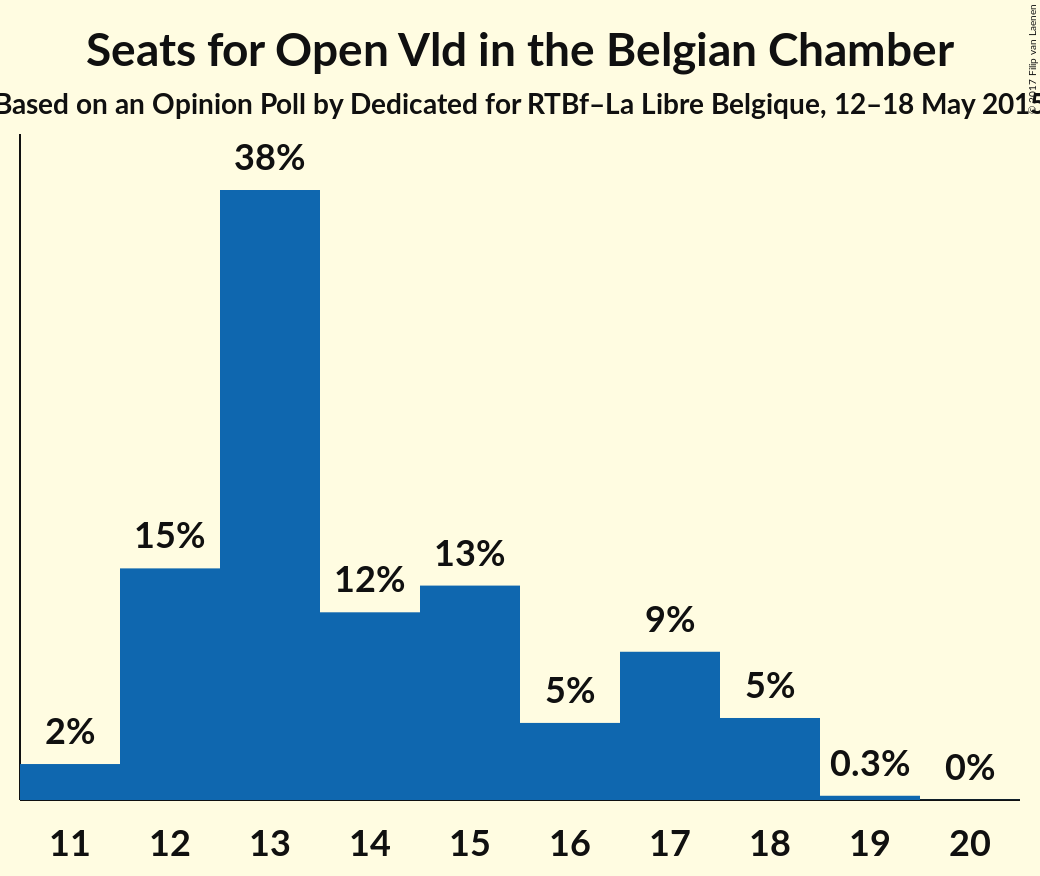 Seats for Open Vld in the Belgian Chamber
Based on an Opinion Poll by Dedicated for RTBf–La Libre Belgique, 12–18 May 2015
© 2017 Filip van Laenen
38%
15%
13%
12%
9%
5%
5%
2%
0.3%
0%
11 12 13 14 15 16 17 18 19 20